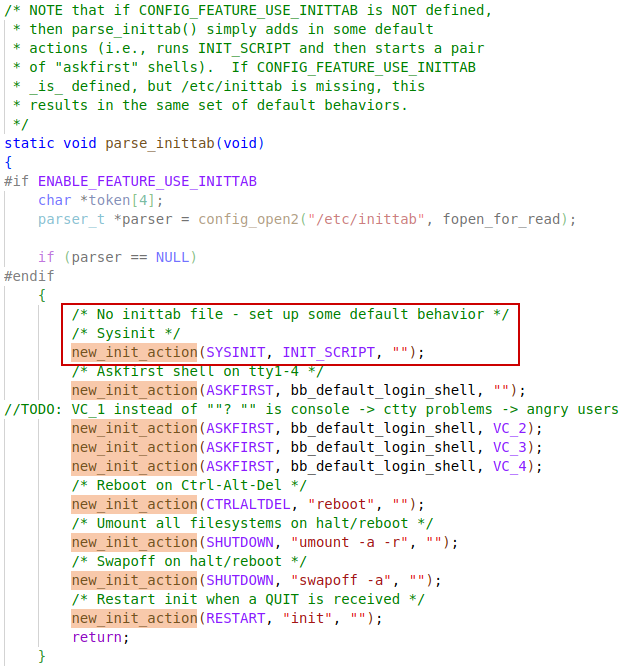 /* NOTE that if CONFIG_FEATURE_USE_INITTAB is NOT defined,
 * then parse_inittab() simply adds in some default
 * actions (i.e., runs INIT_SCRIPT and then starts a pair
 * of "askfirst" shells).  If CONFIG_FEATURE_USE_INITTAB
 * _is_ defined, but /etc/inittab is missing, this
 * results in the same set of default behaviors.
 */
static void parse_inittab(void)
{
#if ENABLE_FEATURE_USE_INITTAB
    char *token[4];
    parser_t *parser = config_open2("/etc/inittab", fopen_for_read);

    if (parser == NULL)
#endif
    {
        /* No inittab file - set up some default behavior */
        /* Sysinit */
        new_init_action(SYSINIT, INIT_SCRIPT, "");
        /* Askfirst shell on tty1-4 */
        new_init_action(ASKFIRST, bb_default_login_shell, "");
//TODO: VC_1 instead of ""? "" is console -> ctty problems -> angry users
        new_init_action(ASKFIRST, bb_default_login_shell, VC_2);
        new_init_action(ASKFIRST, bb_default_login_shell, VC_3);
        new_init_action(ASKFIRST, bb_default_login_shell, VC_4);
        /* Reboot on Ctrl-Alt-Del */
        new_init_action(CTRLALTDEL, "reboot", "");
        /* Umount all filesystems on halt/reboot */
        new_init_action(SHUTDOWN, "umount -a -r", "");
        /* Swapoff on halt/reboot */
        new_init_action(SHUTDOWN, "swapoff -a", "");
        /* Restart init when a QUIT is received */
        new_init_action(RESTART, "init", "");
        return;
    }